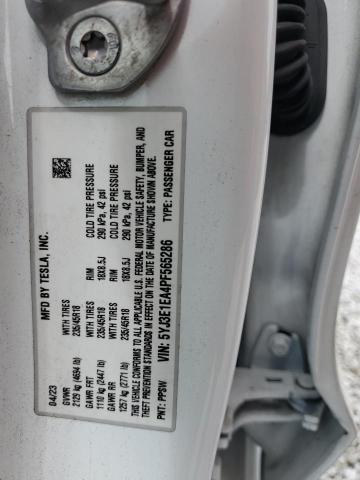 MFD BY TESLA, INC.
04/23
GVWR WITH TIRES RIM COLD TIRE PRESSURE
2129 kg (4694 lb) 235/45R18 18X8.5J 290 kPa, 42 psi
GAWR FRT WITH TIRES RIM COLD TIRE PRESSURE
1110 kg (2447 lb) 235/45R18 18X8.5J 290 kPa, 42 psi
GAWR RR
1257 kg (2771 lb)
THIS VEHICLE CONFORMS TO ALL APPLICABLE U.S. FEDERAL MOTOR VEHICLE SAFETY, BUMPER, AND
THEFT PREVENTION STANDARDS IN EFFECT ON THE DATE OF MANUFACTURE SHOWN ABOVE.
VIN: 5YJ3E1EA4PF565286
PNT: PPSW TYPE: PASSENGER CAR